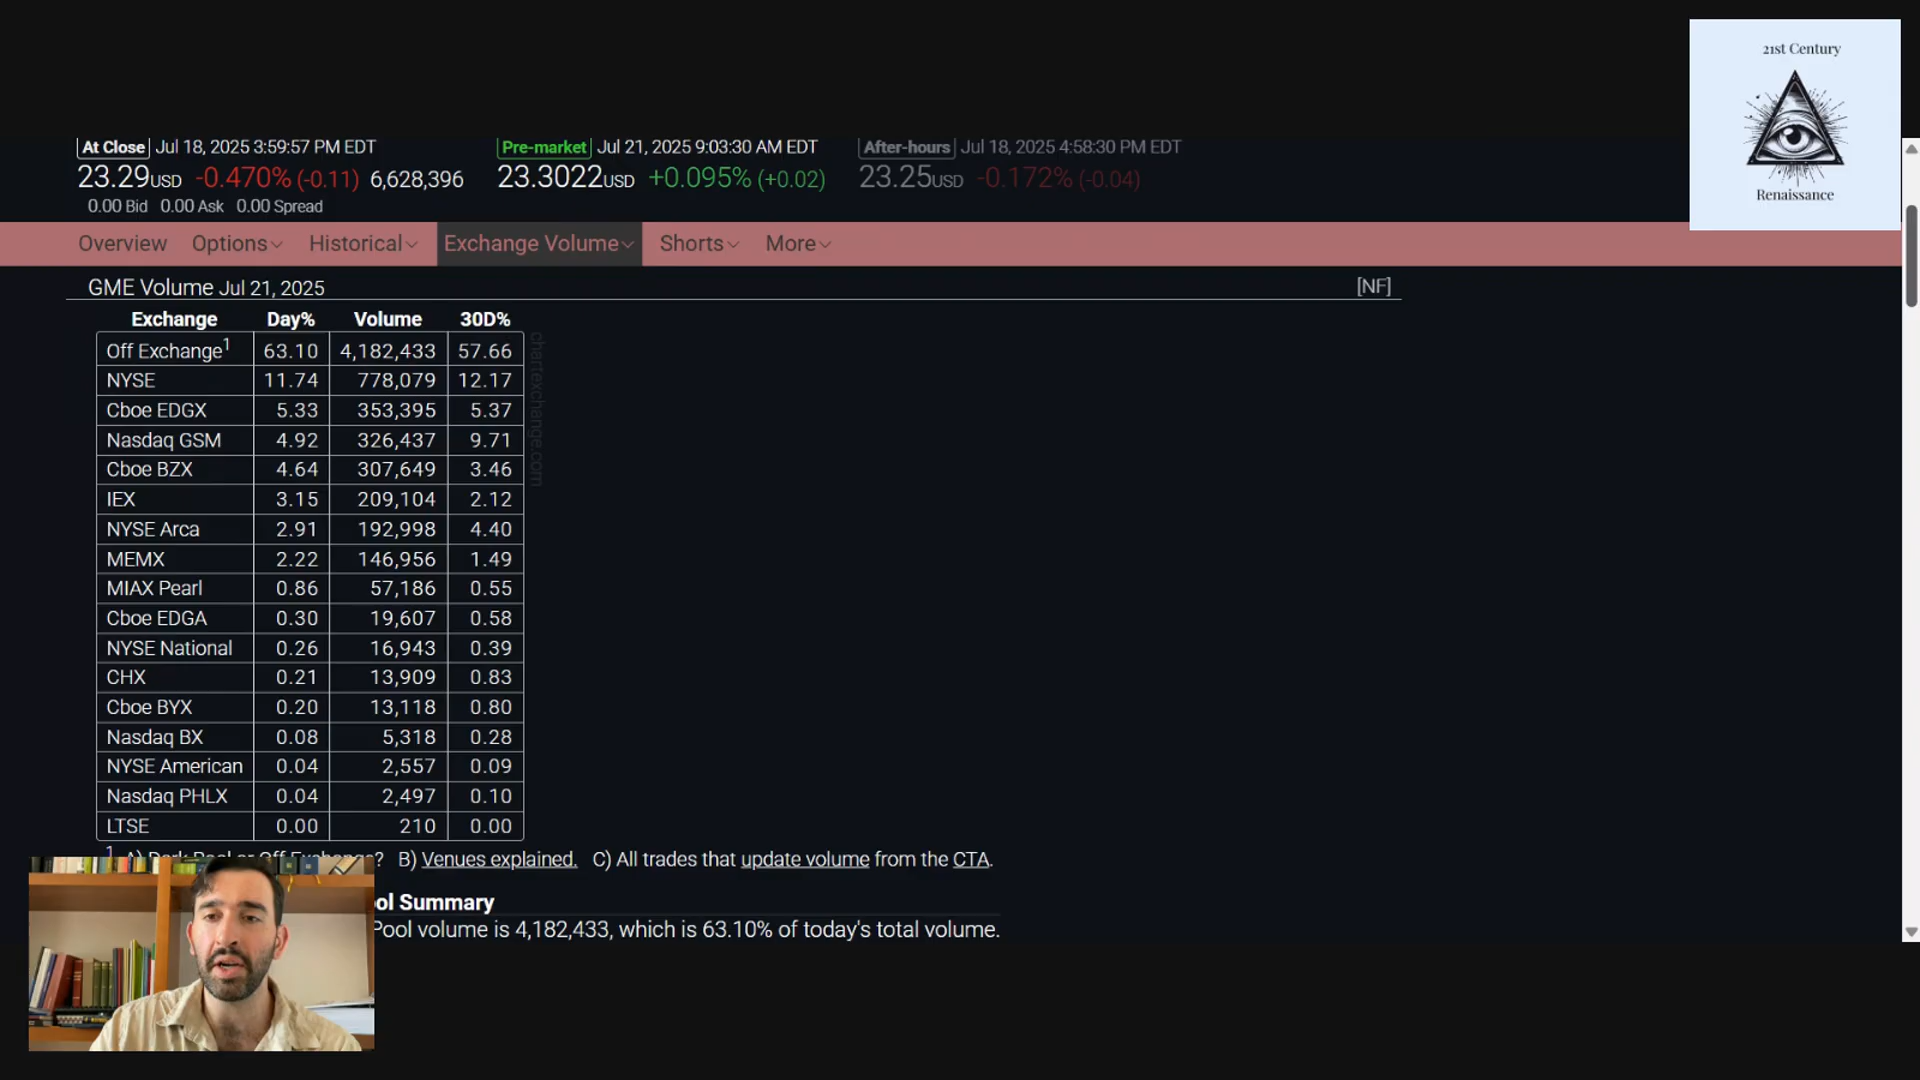 21st Century
Renaissance
At Close Jul 18, 2025 3:59:57 PM EDT
23.29USD -0.470% (-0.11) 6,628,396
0.00 Bid 0.00 Ask 0.00 Spread
Pre-market Jul 21, 2025 9:03:30 AM EDT
23.3022USD +0.095% (+0.02)
After-hours Jul 18, 2025 4:58:30 PM EDT
23.25USD -0.172% (-0.04)
Overview Options Historical Exchange Volume Shorts More
GME Volume Jul 21, 2025 [NF]
Exchange Day% Volume 30D%
Off Exchange1 63.10 4,182,433 57.66
NYSE 11.74 778,079 12.17
Cboe EDGX 5.33 353,395 5.37
Nasdaq GSM 4.92 326,437 9.71
Cboe BZX 4.64 307,649 3.46
IEX 3.15 209,104 2.12
NYSE Arca 2.91 192,998 4.40
MEMX 2.22 146,956 1.49
MIAX Pearl 0.86 57,186 0.55
Cboe EDGA 0.30 19,607 0.58
NYSE National 0.26 16,943 0.39
CHX 0.21 13,909 0.83
Cboe BYX 0.20 13,118 0.80
Nasdaq BX 0.08 5,318 0.28
NYSE American 0.04 2,557 0.09
Nasdaq PHLX 0.04 2,497 0.10
LTSE 0.00 210 0.00
chartexchange.com
1 A) Dark Pool or Off Exchange? B) Venues explained. C) All trades that update volume from the CTA.
ol Summary
Pool volume is 4,182,433, which is 63.10% of today's total volume.